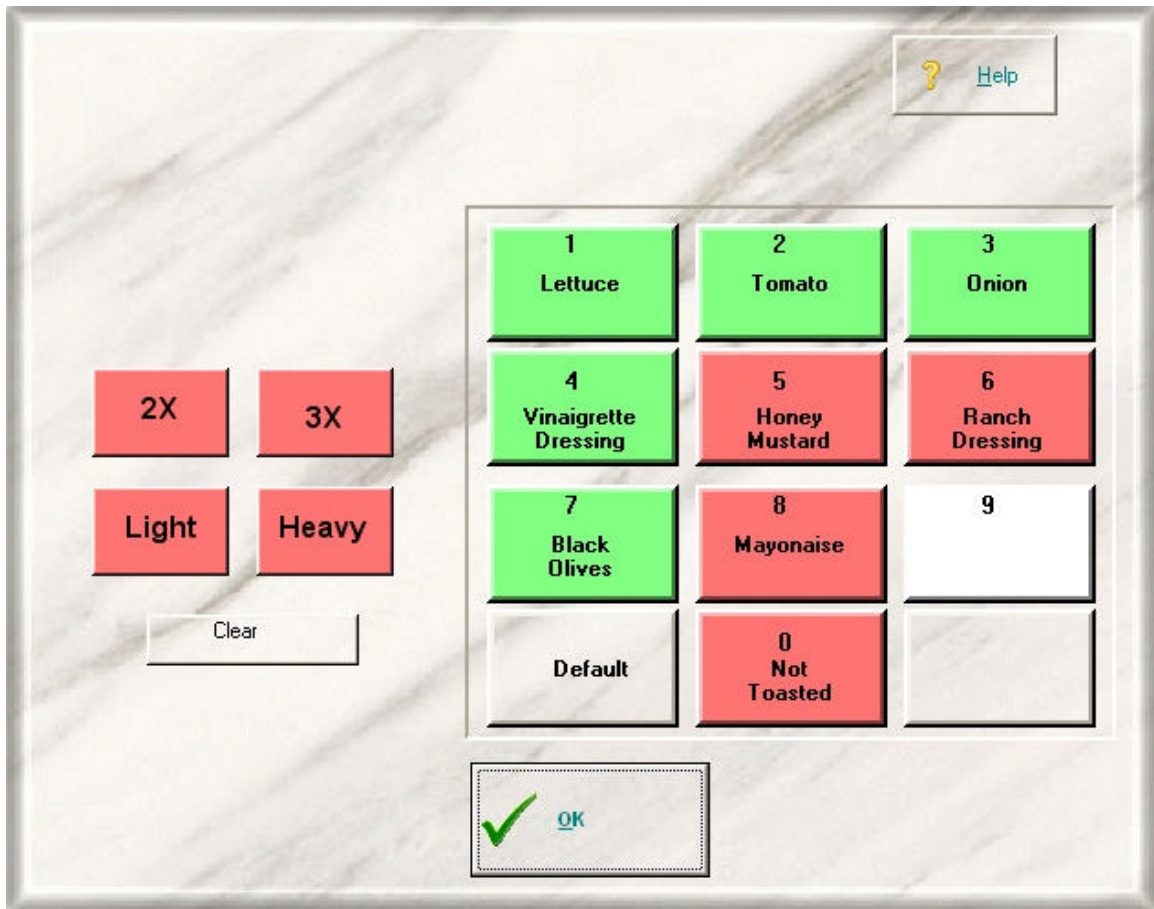 ? Help
1
Lettuce
2
Tomato
3
Onion
4
Vinaigrette
Dressing
5
Honey
Mustard
6
Ranch
Dressing
7
Black
Olives
8
Mayonaise
9
Default
0
Not
Toasted
2X
3X
Light
Heavy
Clear
OK